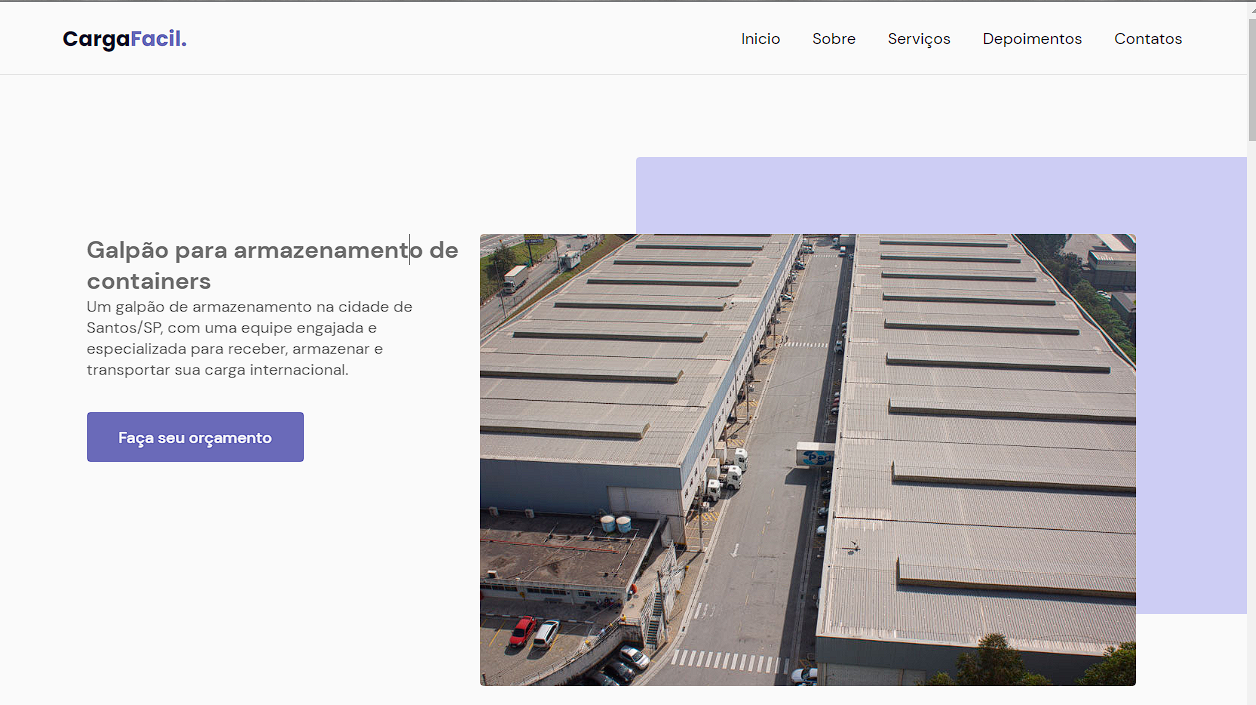 CargaFacil.
Inicio Sobre Serviços Depoimentos Contatos
Galpão para armazenamento de
containers
Um galpão de armazenamento na cidade de
Santos/SP, com uma equipe engajada e
especializada para receber, armazenar e
transportar sua carga internacional.
Faça seu orçamento